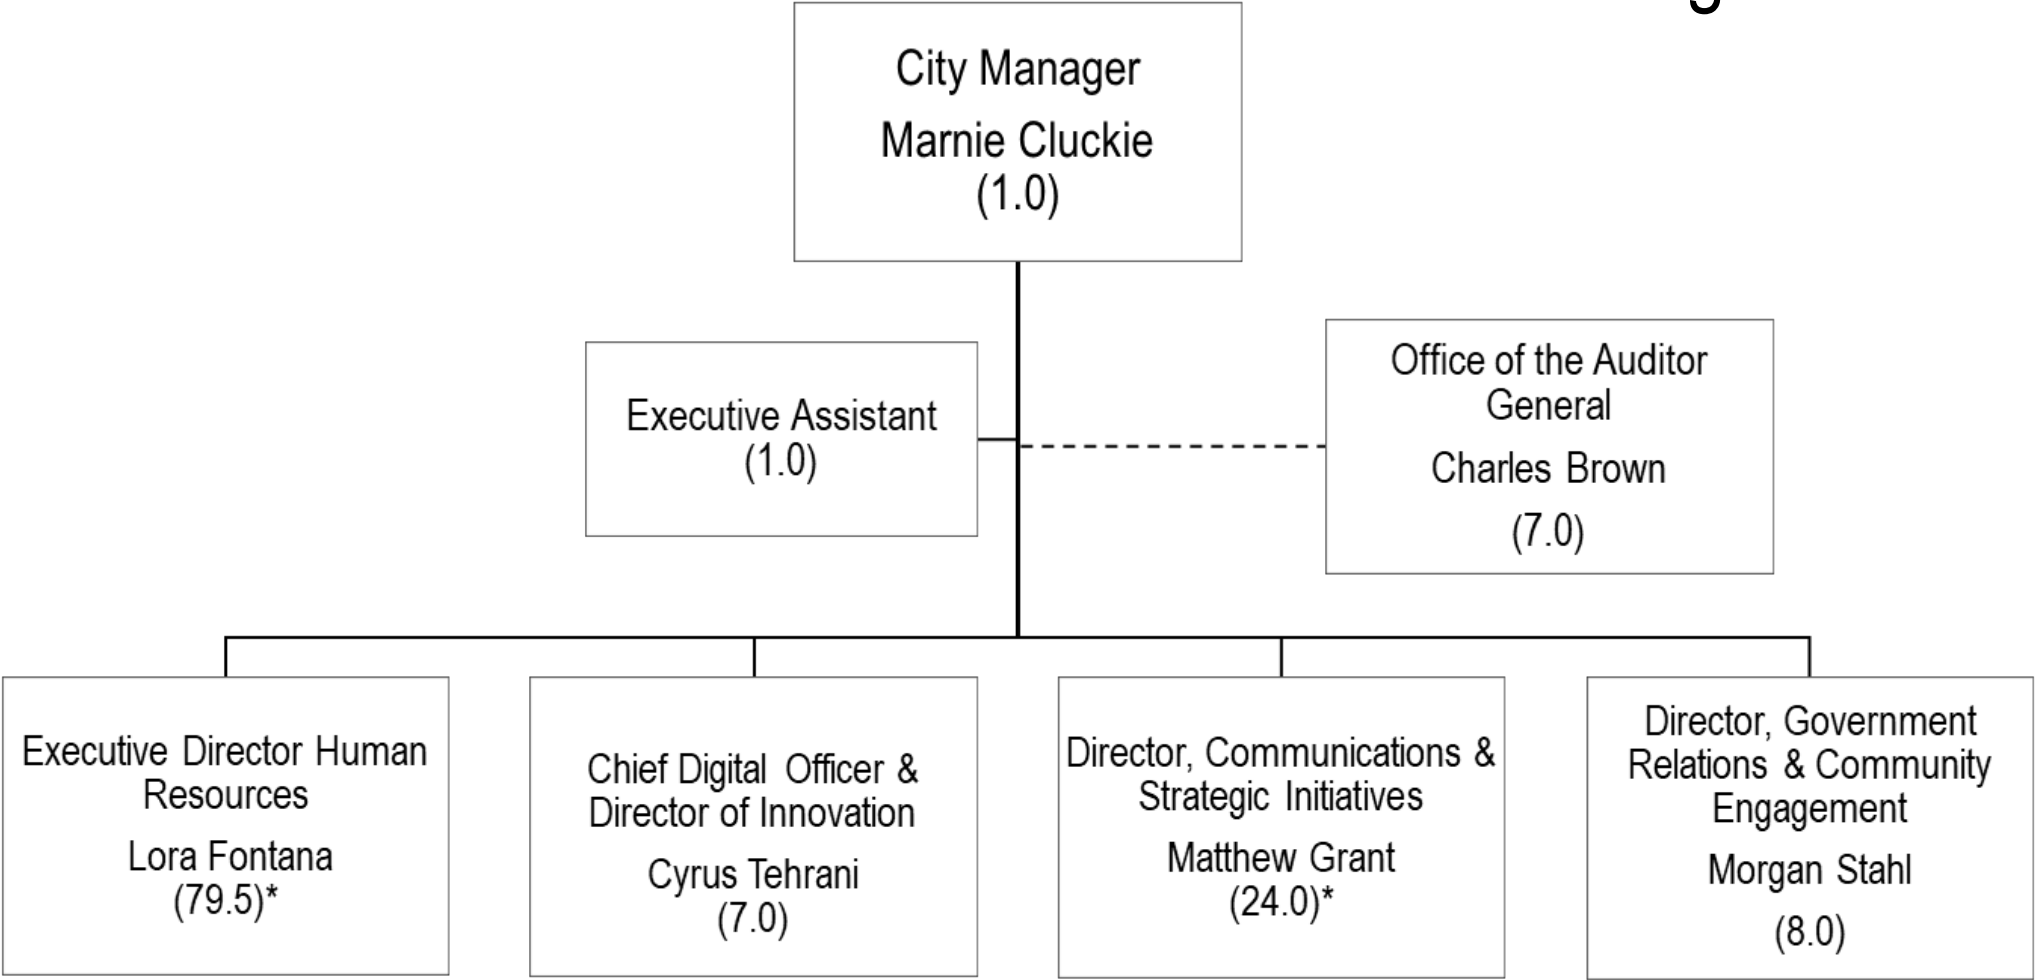 City Manager
Marnie Cluckie
(1.0)
Executive Assistant
(1.0)
Office of the Auditor
General
Charles Brown
(7.0)
Executive Director Human
Resources
Lora Fontana
(79.5)*
Chief Digital Officer &
Director of Innovation
Cyrus Tehrani
(7.0)
Director, Communications &
Strategic Initiatives
Matthew Grant
(24.0)*
Director, Government
Relations & Community
Engagement
Morgan Stahl
(8.0)